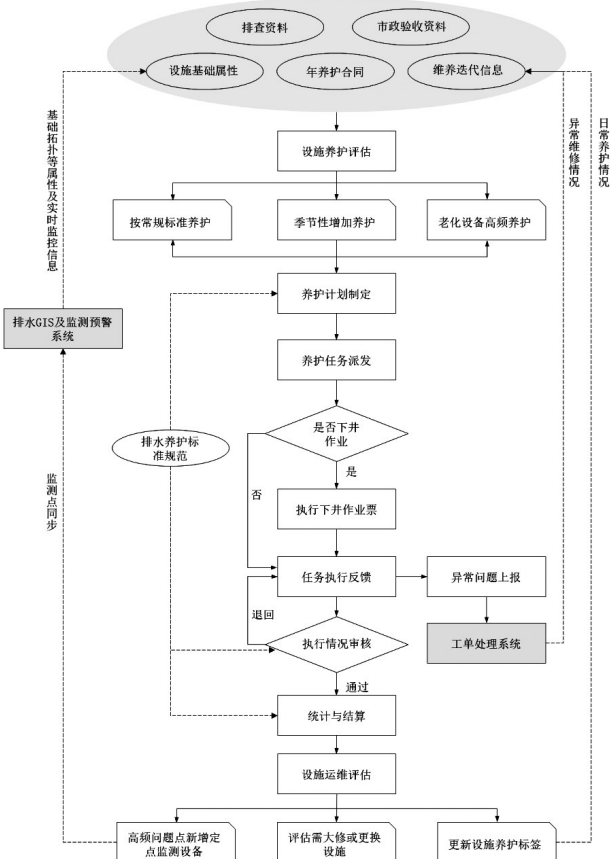 排查资料
市政验收资料
设施基础属性
年养护合同
维养迭代信息
基础拓扑等属性及实时监控信息
异常维修情况
日常养护情况
设施养护评估
按常规标准养护
季节性增加养护
老化设备高频养护
养护计划制定
排水GIS及监测预警
系统
养护任务派发
是否下井
作业
排水养护标
准规范
是
否
监测点同步
执行下井作业票
任务执行反馈
异常问题上报
退回
执行情况审核
工单处理系统
通过
统计与结算
设施运维评估
高频问题点新增定
点监测设备
评估需大修或更换
设施
更新设施养护标签